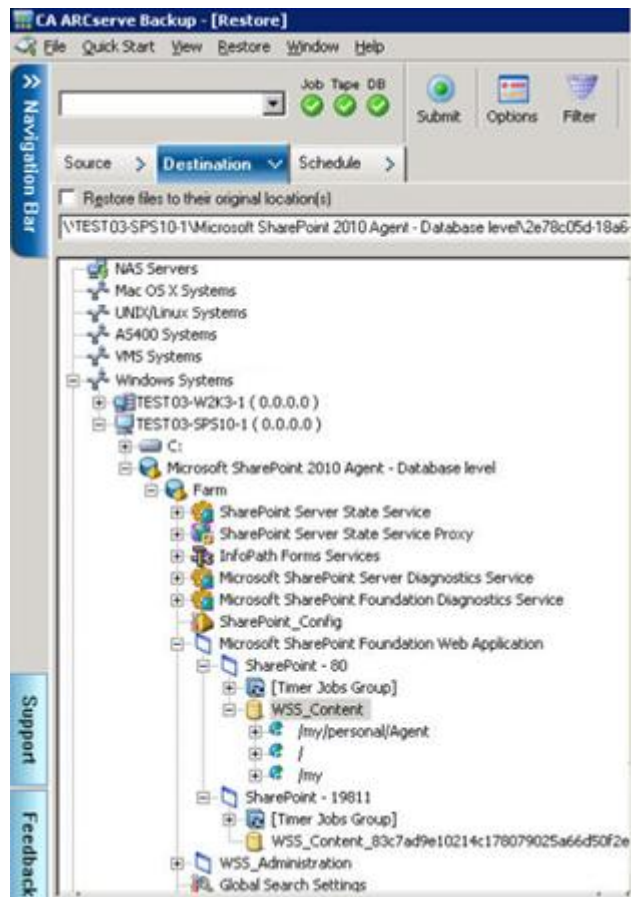 CA ARCserve Backup - [Restore]
File Quick Start View Restore Window Help
Job Tape DB
Submit Options Filter
Source > Destination Schedule >
Restore files to their original location(s)
\\TEST03-SPS10-1\Microsoft SharePoint 2010 Agent - Database level\2e78c05d-18a6-
NAS Servers
Mac OS X Systems
UNIX/Linux Systems
AS400 Systems
VMS Systems
Windows Systems
TEST03-W2K3-1 ( 0.0.0.0 )
TEST03-SPS10-1 ( 0.0.0.0 )
C:
Microsoft SharePoint 2010 Agent - Database level
Farm
SharePoint Server State Service
SharePoint Server State Service Proxy
InfoPath Forms Services
Microsoft SharePoint Server Diagnostics Service
Microsoft SharePoint Foundation Diagnostics Service
SharePoint_Config
Microsoft SharePoint Foundation Web Application
SharePoint - 80
[Timer Jobs Group]
WSS_Content
/my/personal/Agent
/
/my
SharePoint - 19811
[Timer Jobs Group]
WSS_Content_83c7ad9e10214c178079025a66d50f2e
WSS_Administration
Global Search Settings
>> Navigation Bar
Support
Feedback